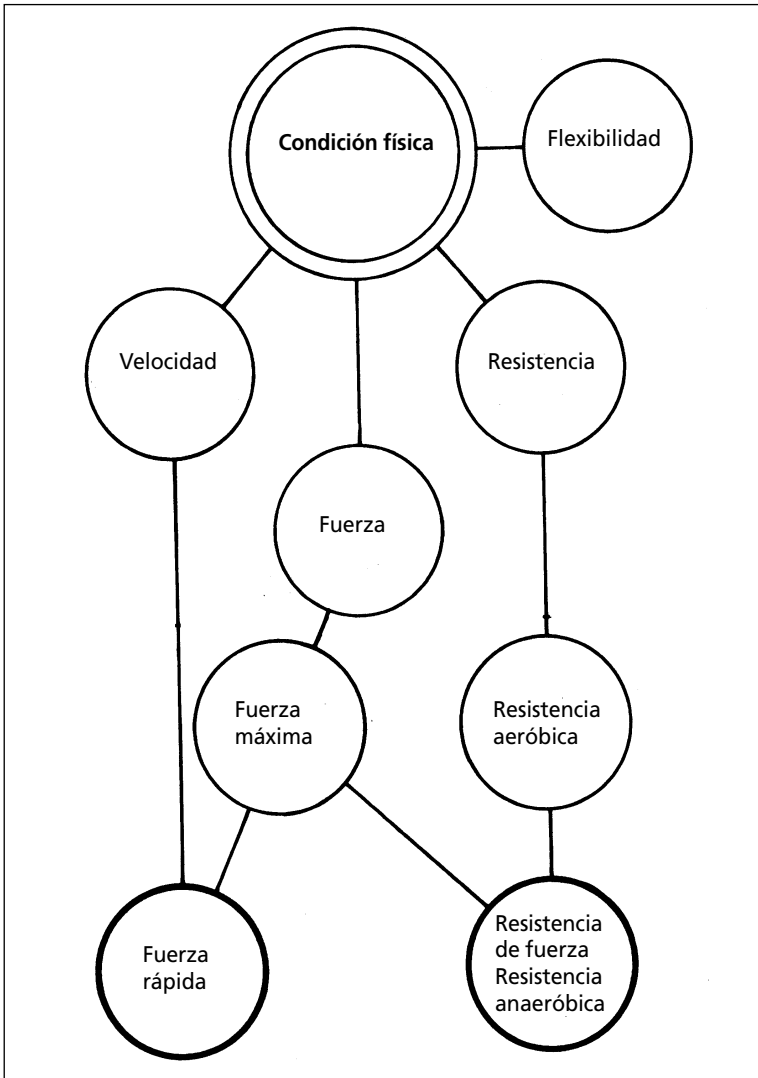 Condición física
Flexibilidad
Velocidad
Resistencia
Fuerza
Fuerza
máxima
Resistencia
aeróbica
Fuerza
rápida
Resistencia
de fuerza
Resistencia
anaeróbica